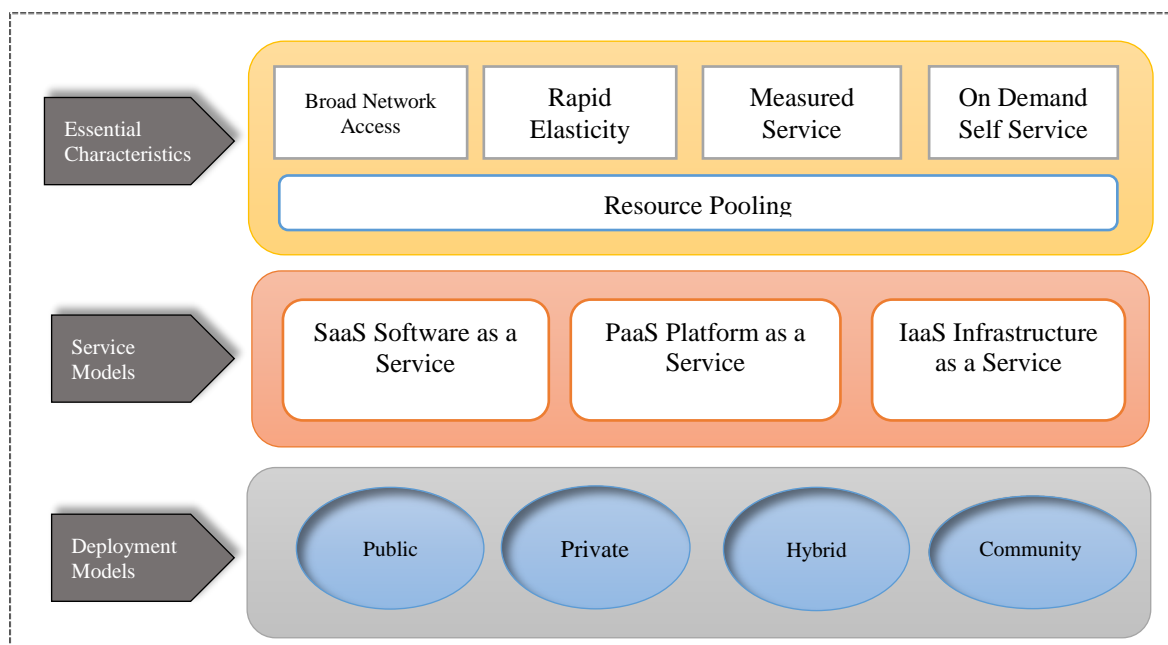 Essential
Characteristics
Broad Network
Access
Rapid
Elasticity
Measured
Service
On Demand
Self Service
Resource Pooling
Service
Models
SaaS Software as a
Service
PaaS Platform as a
Service
IaaS Infrastructure
as a Service
Deployment
Models
Public
Private
Hybrid
Community